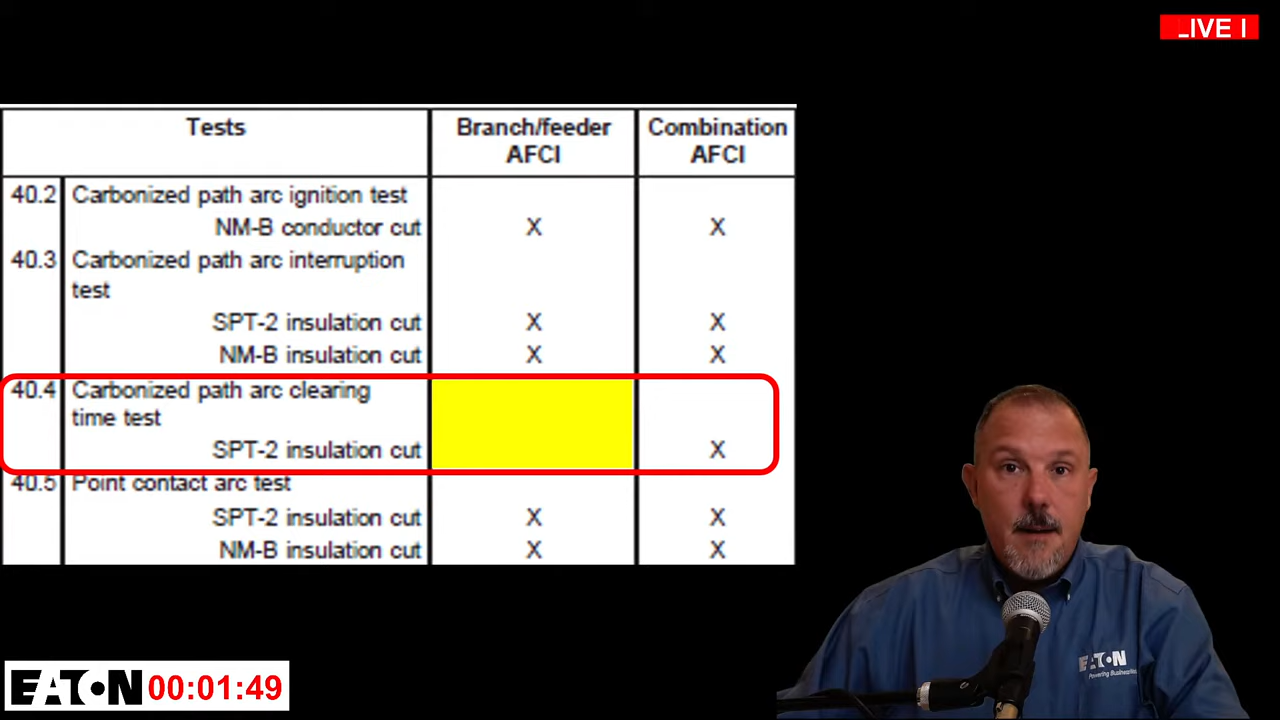 LIVE I
Tests
Branch/feeder
AFCI
Combination
AFCI
40.2 Carbonized path arc ignition test
NM-B conductor cut X X
40.3 Carbonized path arc interruption
test
SPT-2 insulation cut X X
NM-B insulation cut X X
40.4 Carbonized path arc clearing
time test
SPT-2 insulation cut X
40.5 Point contact arc test
SPT-2 insulation cut X X
NM-B insulation cut X X
EATON
Powering Business
EATON 00:01:49